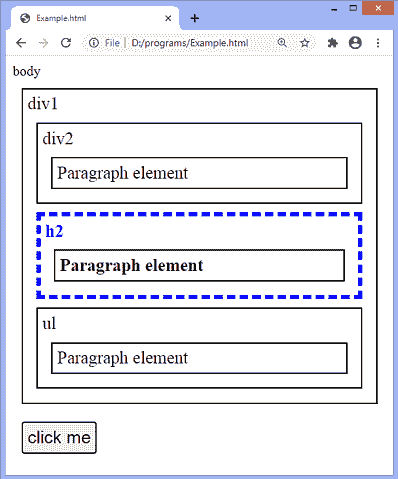 Example.html
File | D:/programs/Example.html
body
div1
div2
Paragraph element
h2
Paragraph element
ul
Paragraph element
click me